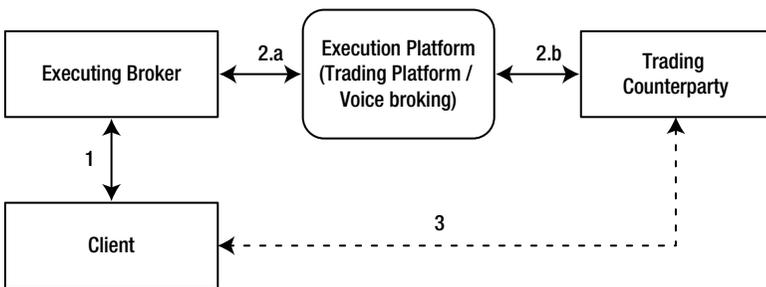 Executing Broker
2.a
Execution Platform
(Trading Platform /
Voice broking)
2.b
Trading
Counterparty
1
Client
3